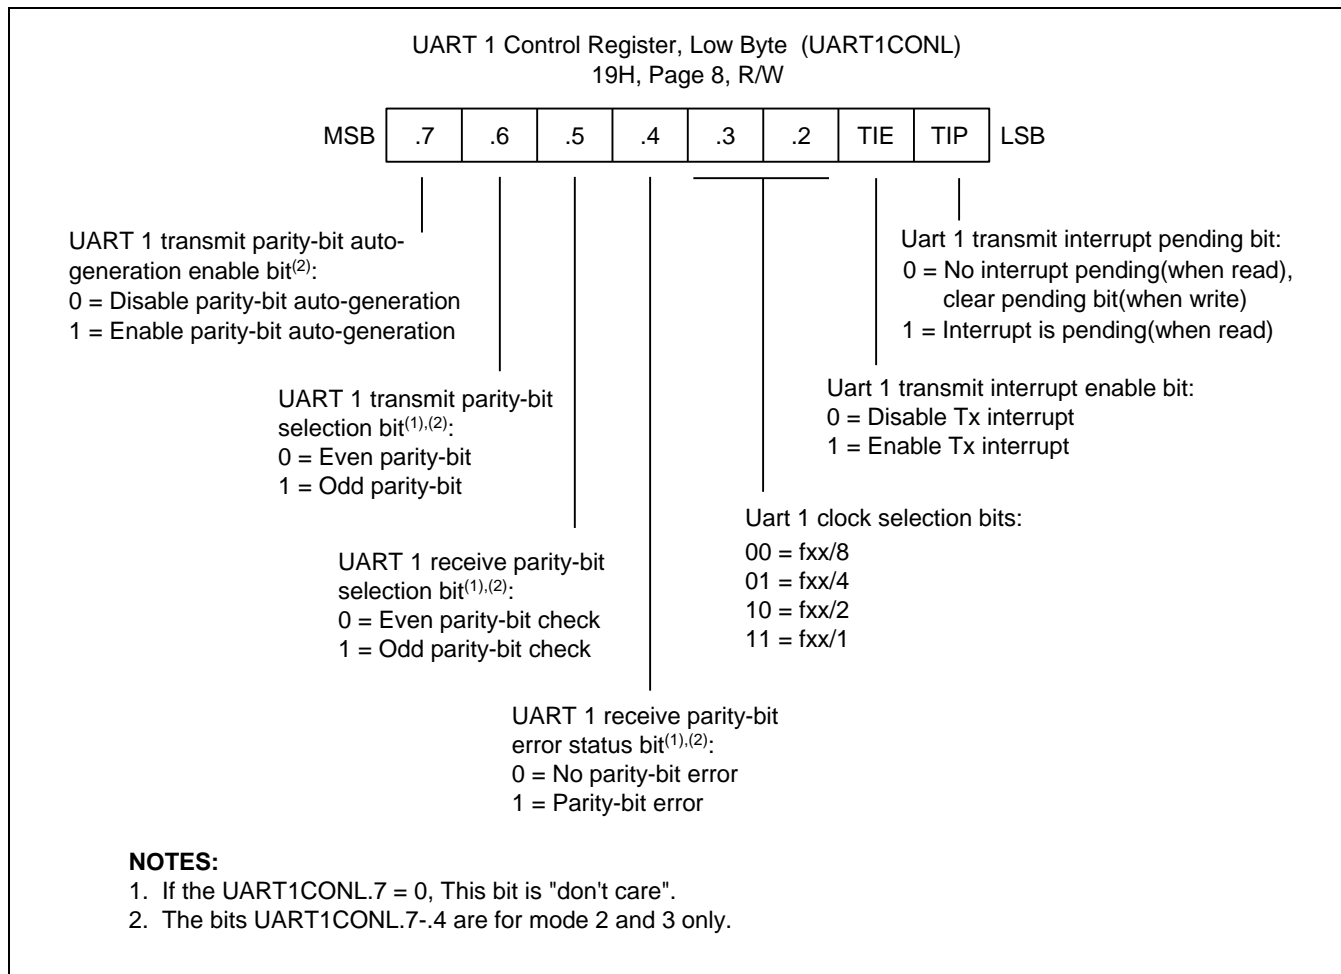 UART 1 Control Register, Low Byte (UART1CONL)
19H, Page 8, R/W
MSB .7 .6 .5 .4 .3 .2 TIE TIP LSB
UART 1 transmit parity-bit auto-
generation enable bit(2):
0 = Disable parity-bit auto-generation
1 = Enable parity-bit auto-generation
Uart 1 transmit interrupt pending bit:
0 = No interrupt pending(when read),
clear pending bit(when write)
1 = Interrupt is pending(when read)
UART 1 transmit parity-bit
selection bit(1),(2):
0 = Even parity-bit
1 = Odd parity-bit
Uart 1 transmit interrupt enable bit:
0 = Disable Tx interrupt
1 = Enable Tx interrupt
UART 1 receive parity-bit
selection bit(1),(2):
0 = Even parity-bit check
1 = Odd parity-bit check
Uart 1 clock selection bits:
00 = fxx/8
01 = fxx/4
10 = fxx/2
11 = fxx/1
UART 1 receive parity-bit
error status bit(1),(2):
0 = No parity-bit error
1 = Parity-bit error
NOTES:
1. If the UART1CONL.7 = 0, This bit is "don't care".
2. The bits UART1CONL.7-.4 are for mode 2 and 3 only.